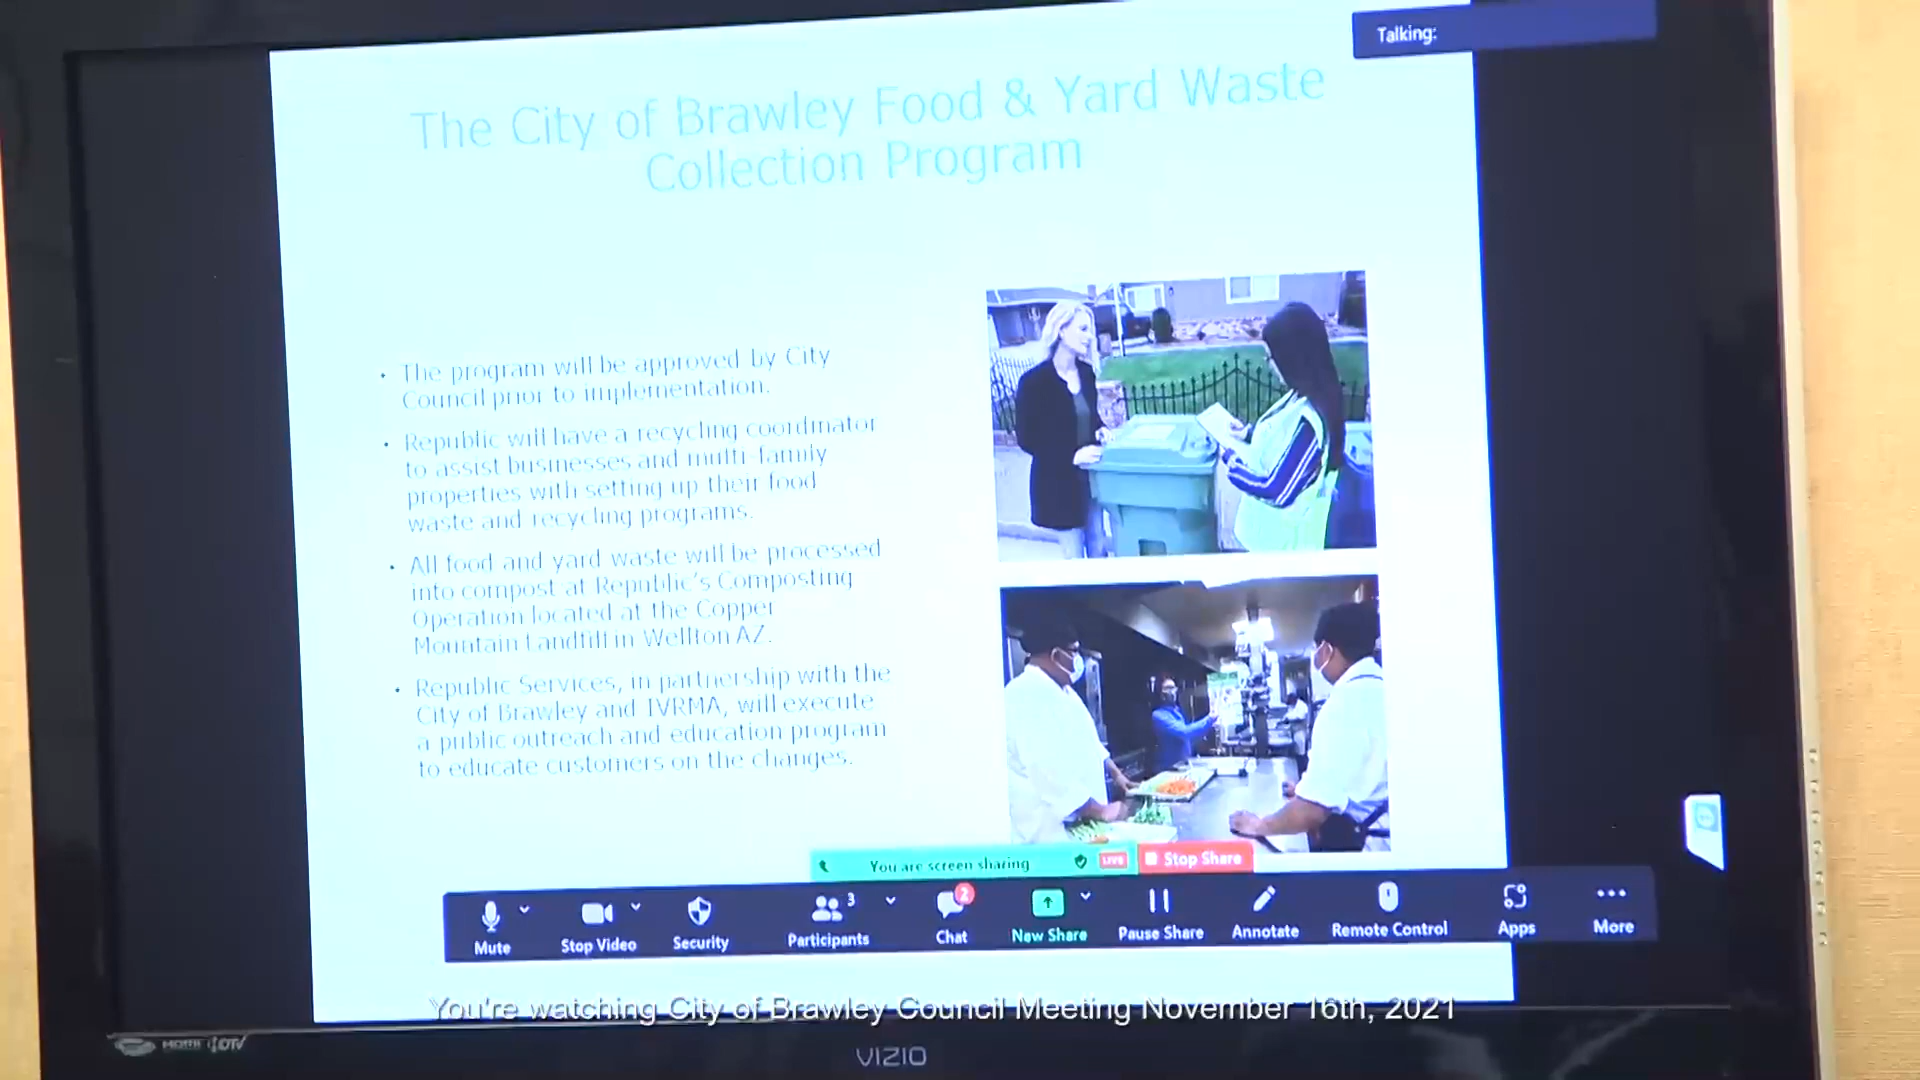 Talking:
The City of Brawley Food & Yard Waste
Collection Program
• The program will be approved by City
Council prior to implementation.
• Republic will have a recycling coordinator
to assist businesses and multi-family
properties with setting up their food
waste and recycling programs.
• All food and yard waste will be processed
into compost at Republic's Composting
Operation located at the Copper
Mountain Landfill in Wellton AZ.
• Republic Services, in partnership with the
City of Brawley and IVRMA, will execute
a public outreach and education program
to educate customers on the changes.
You are screen sharing LIVE Stop Share
3 2
Mute Stop Video Security Participants Chat New Share Pause Share Annotate Remote Control Apps More
You're watching City of Brawley Council Meeting November 16th, 2021
HDMI DTV
VIZIO